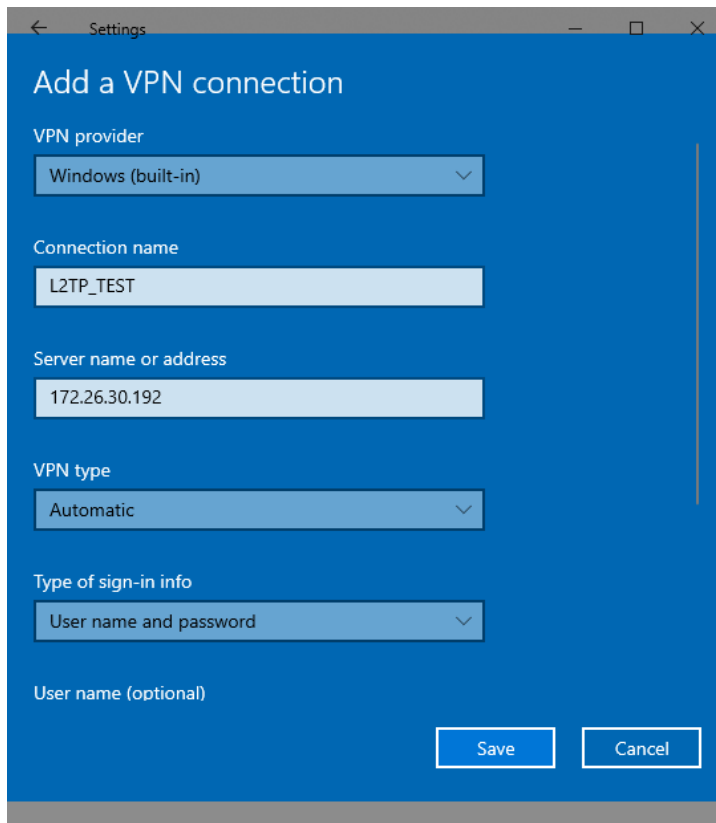 Settings
Add a VPN connection
VPN provider
Windows (built-in)
Connection name
L2TP_TEST
Server name or address
172.26.30.192
VPN type
Automatic
Type of sign-in info
User name and password
User name (optional)
Save Cancel